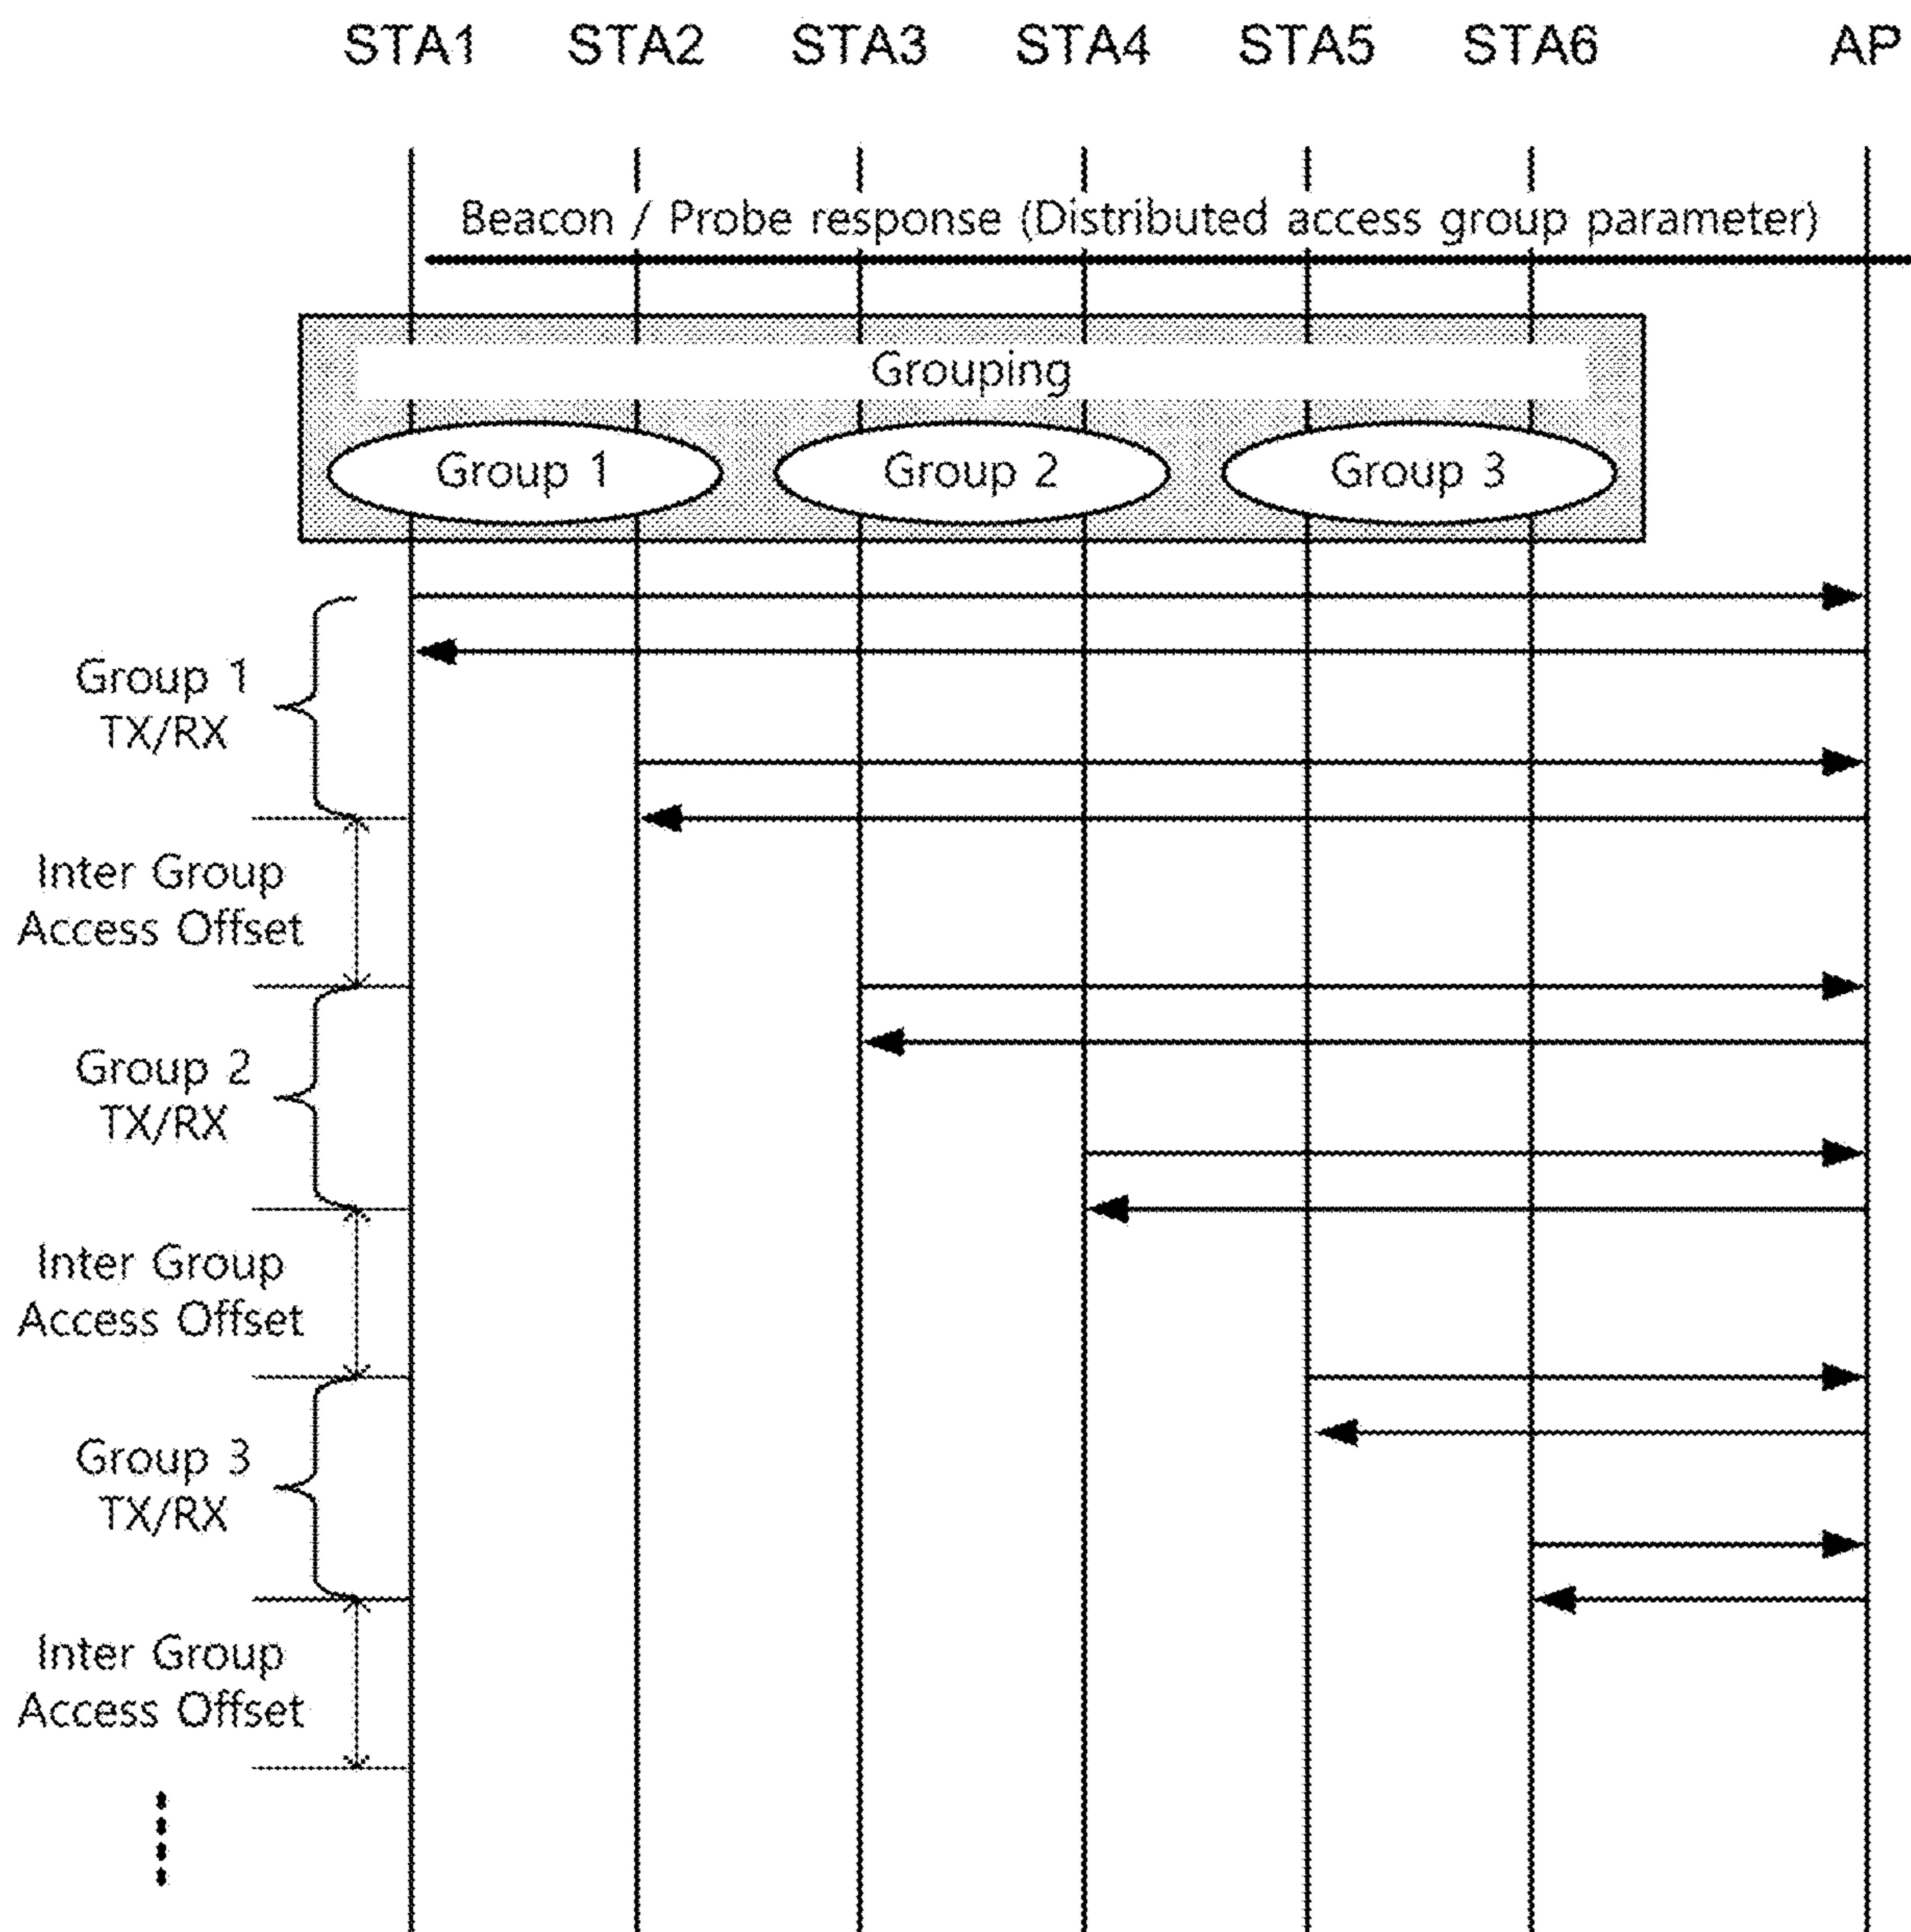 STA1 STA2 STA3 STA4 STA5 STA6 AP
Beacon / Probe response (Distributed access group parameter)
Grouping
Group 1 Group 2 Group 3
Group 1
TX/RX
Inter Group
Access Offset
Group 2
TX/RX
Inter Group
Access Offset
Group 3
TX/RX
Inter Group
Access Offset